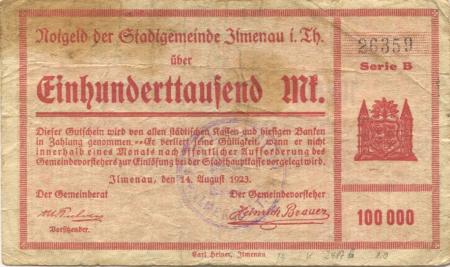 Notgeld der Stadtgemeinde Ilmenau i. Th.
über
Einhunderttausend Mk.
26359
Serie B
Dieser Gutschein wird von allen städtischen Kassen und hiesigen Banken
in Zahlung genommen. Es verliert seine Gültigkeit, wenn er nicht
innerhalb eines Monats nach öffentlicher Aufforderung des
Gemeindevorstehers zur Einlösung bei der Stadthauptkasse vorgelegt wird.
Ilmenau, den 14. August 1923.
Der Gemeinderat
Der Gemeindevorsteher
Heinrich Brauer
Vorsitzender.
100 000
Carl Heiner, Ilmenau